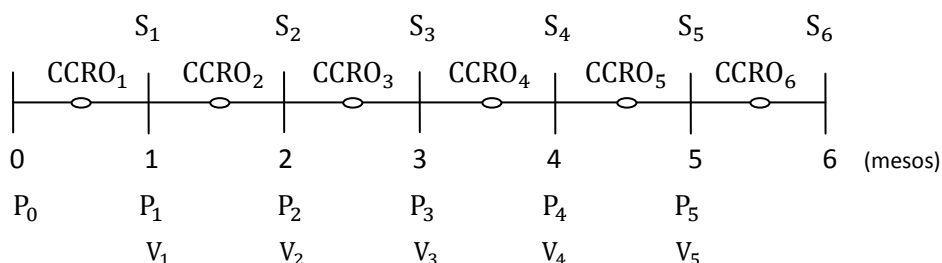 S₁ S₂ S₃ S₄ S₅ S₆
CCRO₁ CCRO₂ CCRO₃ CCRO₄ CCRO₅ CCRO₆
0 1 2 3 4 5 6 (mesos)
P₀ P₁ P₂ P₃ P₄ P₅
V₁ V₂ V₃ V₄ V₅